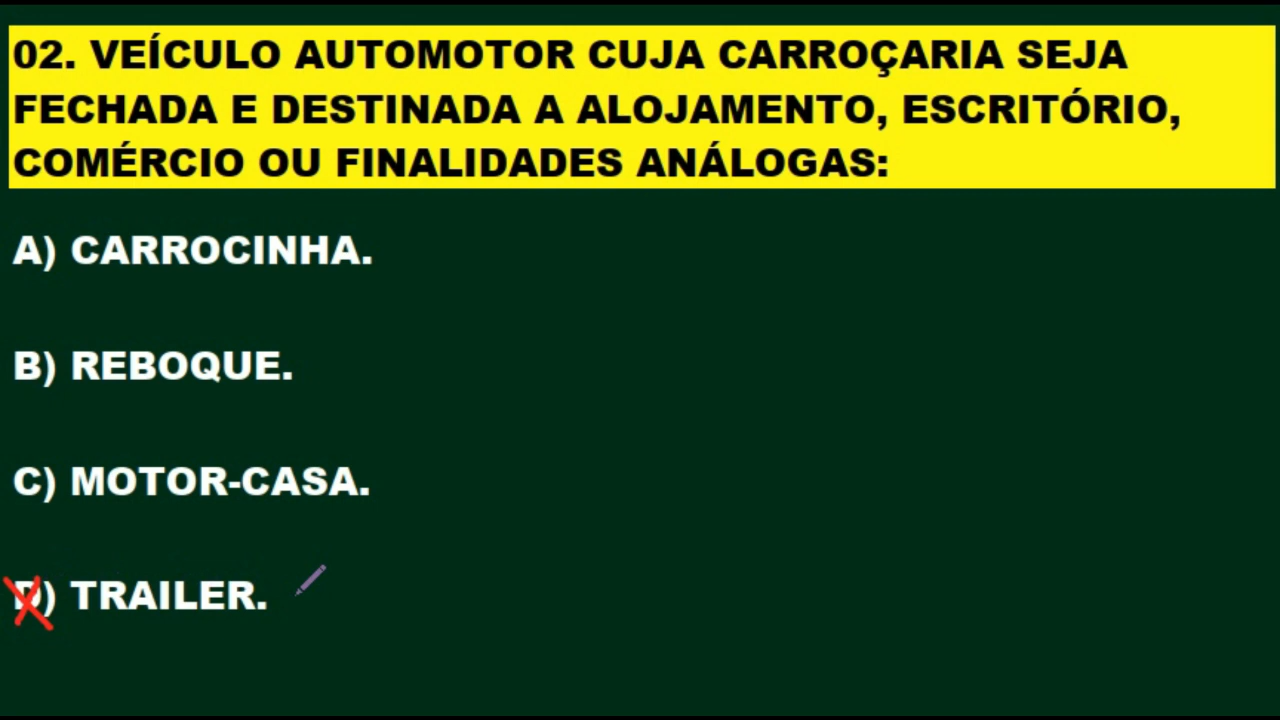 02. VEÍCULO AUTOMOTOR CUJA CARROÇARIA SEJA
FECHADA E DESTINADA A ALOJAMENTO, ESCRITÓRIO,
COMÉRCIO OU FINALIDADES ANÁLOGAS:
A) CARROCINHA.
B) REBOQUE.
C) MOTOR-CASA.
D) TRAILER.